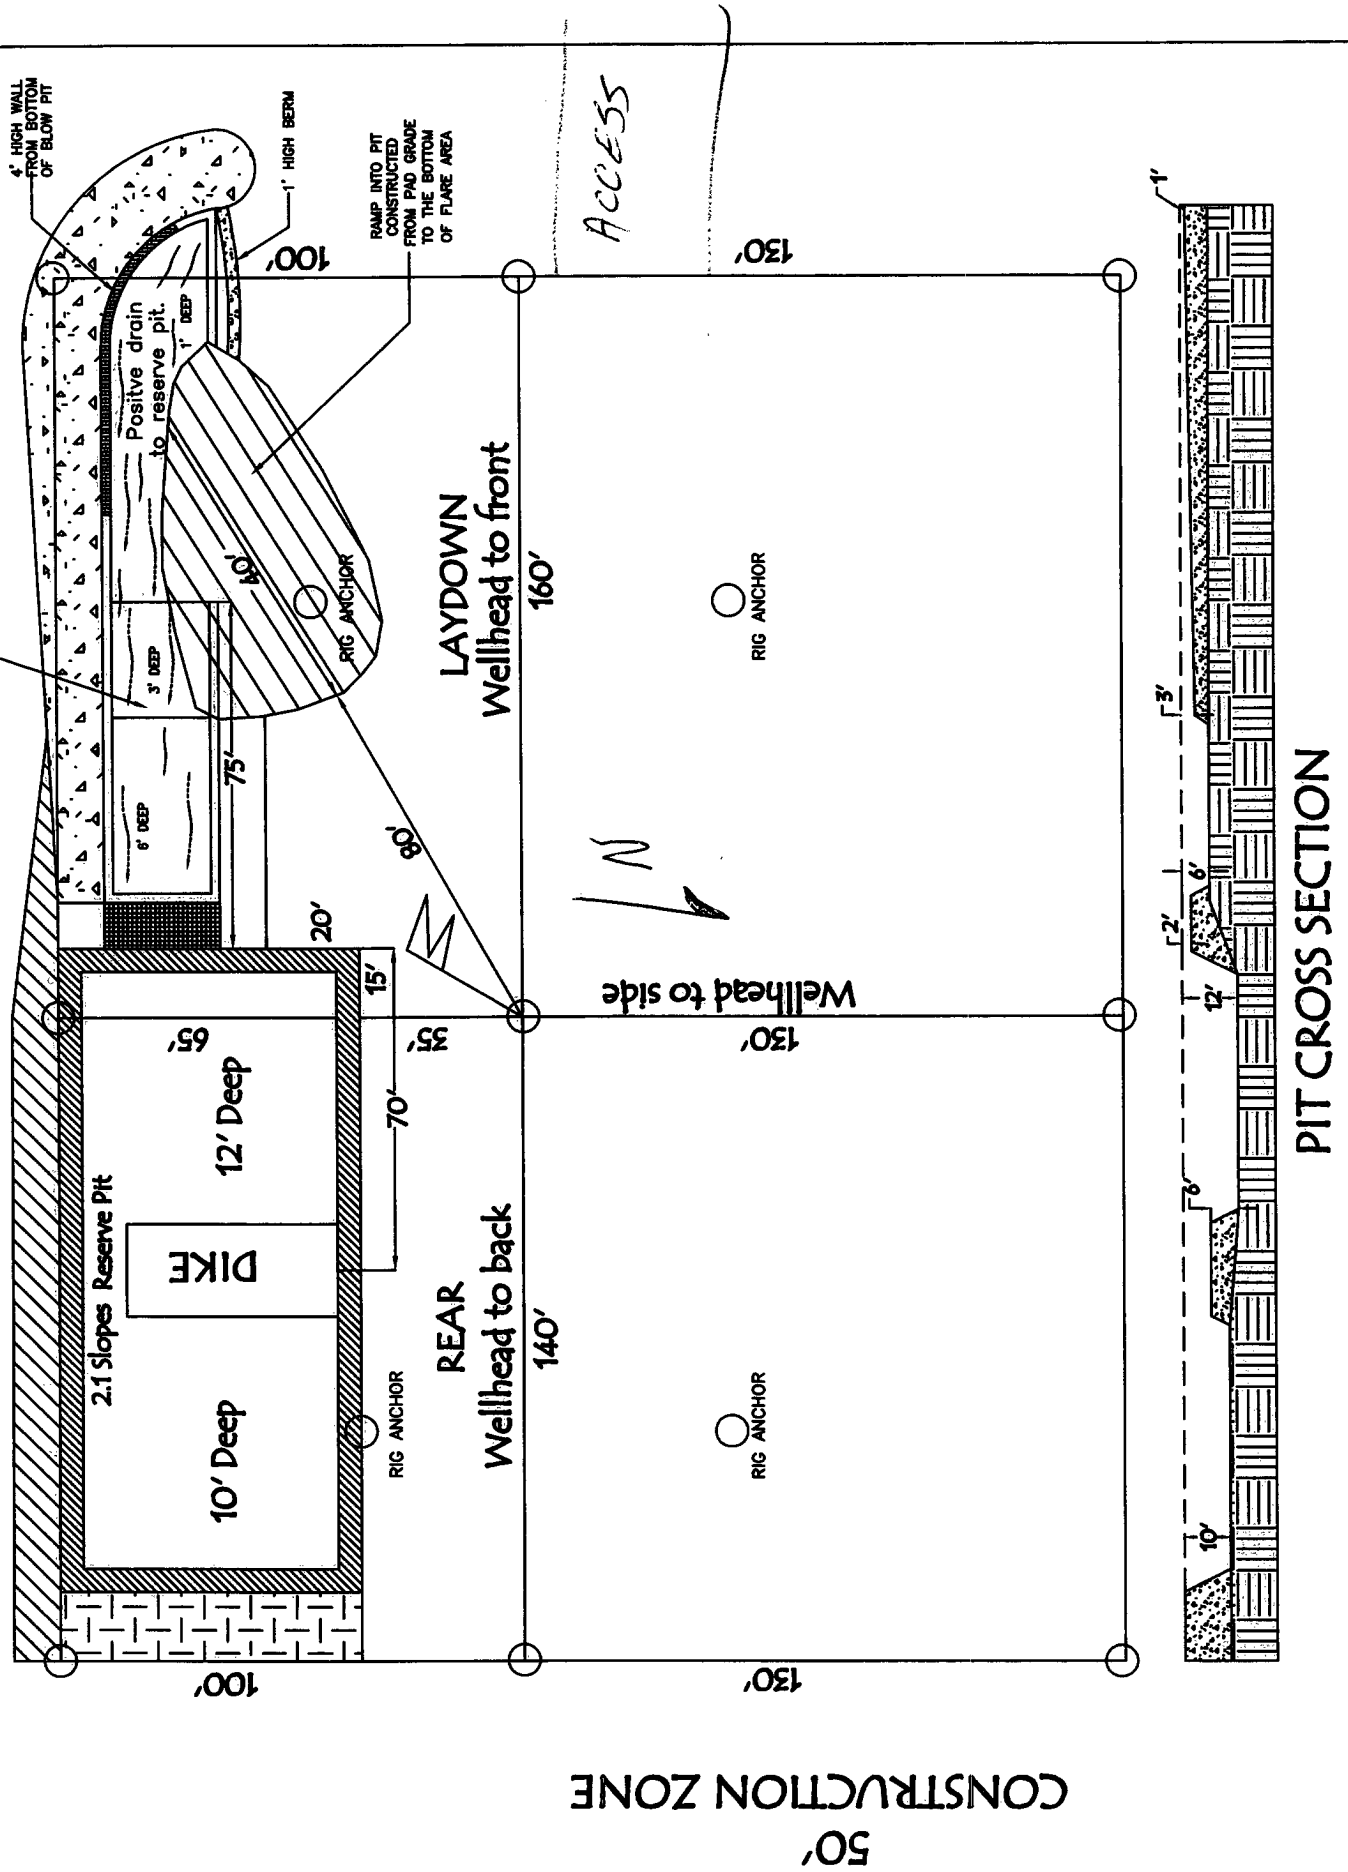 4' HIGH WALL
FROM BOTTOM
OF BLOW PIT
1' HIGH BERM
RAMP INTO PIT
CONSTRUCTED
FROM PAD GRADE
TO THE BOTTOM
OF FLARE AREA
ACCESS
100'
130'
Positve drain
to reserve pit.
1' DEEP
3' DEEP
6' DEEP
40'
RIG ANCHOR
75'
80'
LAYDOWN
Wellhead to front
160'
RIG ANCHOR
N
20'
15'
65'
35'
70'
Wellhead to side
130'
2.1 Slopes Reserve Pit
12' Deep
DIKE
10' Deep
REAR
Wellhead to back
140'
RIG ANCHOR
RIG ANCHOR
100'
130'
1'
3'
6'
2'
12'
6'
10'
PIT CROSS SECTION
CONSTRUCTION ZONE
50'